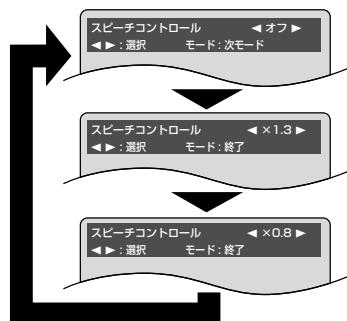 スピーチコントロール ◀ オフ ▶
◀ ▶ : 選択 モード : 次モード
スピーチコントロール ◀ ×1.3 ▶
◀ ▶ : 選択 モード : 終了
スピーチコントロール ◀ ×0.8 ▶
◀ ▶ : 選択 モード : 終了